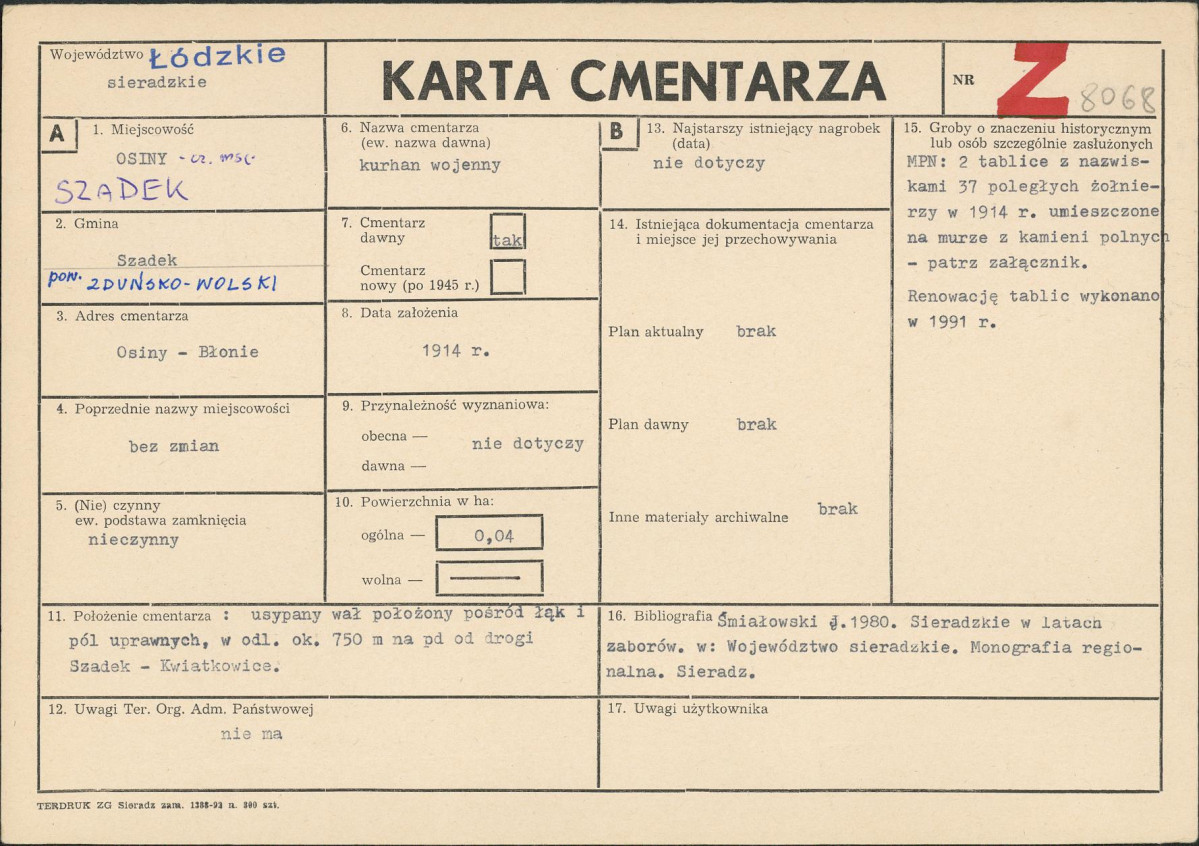 Województwo Łódzkie
sieradzkie
KARTA CMENTARZA
NR Z 8068
A
1. Miejscowość
OSINY - cz. msc.
SZADEK
2. Gmina
Szadek
pow. ZDUŃSKO-WOLSKI
3. Adres cmentarza
Osiny - Błonie
4. Poprzednie nazwy miejscowości
bez zmian
5. (Nie) czynny
ew. podstawa zamknięcia
nieczynny
6. Nazwa cmentarza
(ew. nazwa dawna)
kurhan wojenny
7. Cmentarz
dawny tak
Cmentarz
nowy (po 1945 r.)
8. Data założenia
1914 r.
9. Przynależność wyznaniowa:
obecna — nie dotyczy
dawna —
10. Powierzchnia w ha:
ogólna — 0,04
wolna — —
B
13. Najstarszy istniejący nagrobek
(data)
nie dotyczy
14. Istniejąca dokumentacja cmentarza
i miejsce jej przechowywania
Plan aktualny brak
Plan dawny brak
Inne materiały archiwalne brak
15. Groby o znaczeniu historycznym
lub osób szczególnie zasłużonych
MPN: 2 tablice z nazwis-
kami 37 poległych żołnie-
rzy w 1914 r. umieszczone
na murze z kamieni polnych
- patrz załącznik.
Renowację tablic wykonano
w 1991 r.
11. Położenie cmentarza : usypany wał położony pośród łąk i
pól uprawnych, w odl. ok. 750 m na pd od drogi
Szadek - Kwiatkowice.
16. Bibliografia Śmiałowski J.1980. Sieradzkie w latach
zaborów. w: Województwo sieradzkie. Monografia regio-
nalna. Sieradz.
12. Uwagi Ter. Org. Adm. Państwowej
nie ma
17. Uwagi użytkownika
TERDRUK ZG Sieradz zam. 1388-92 n. 300 szt.